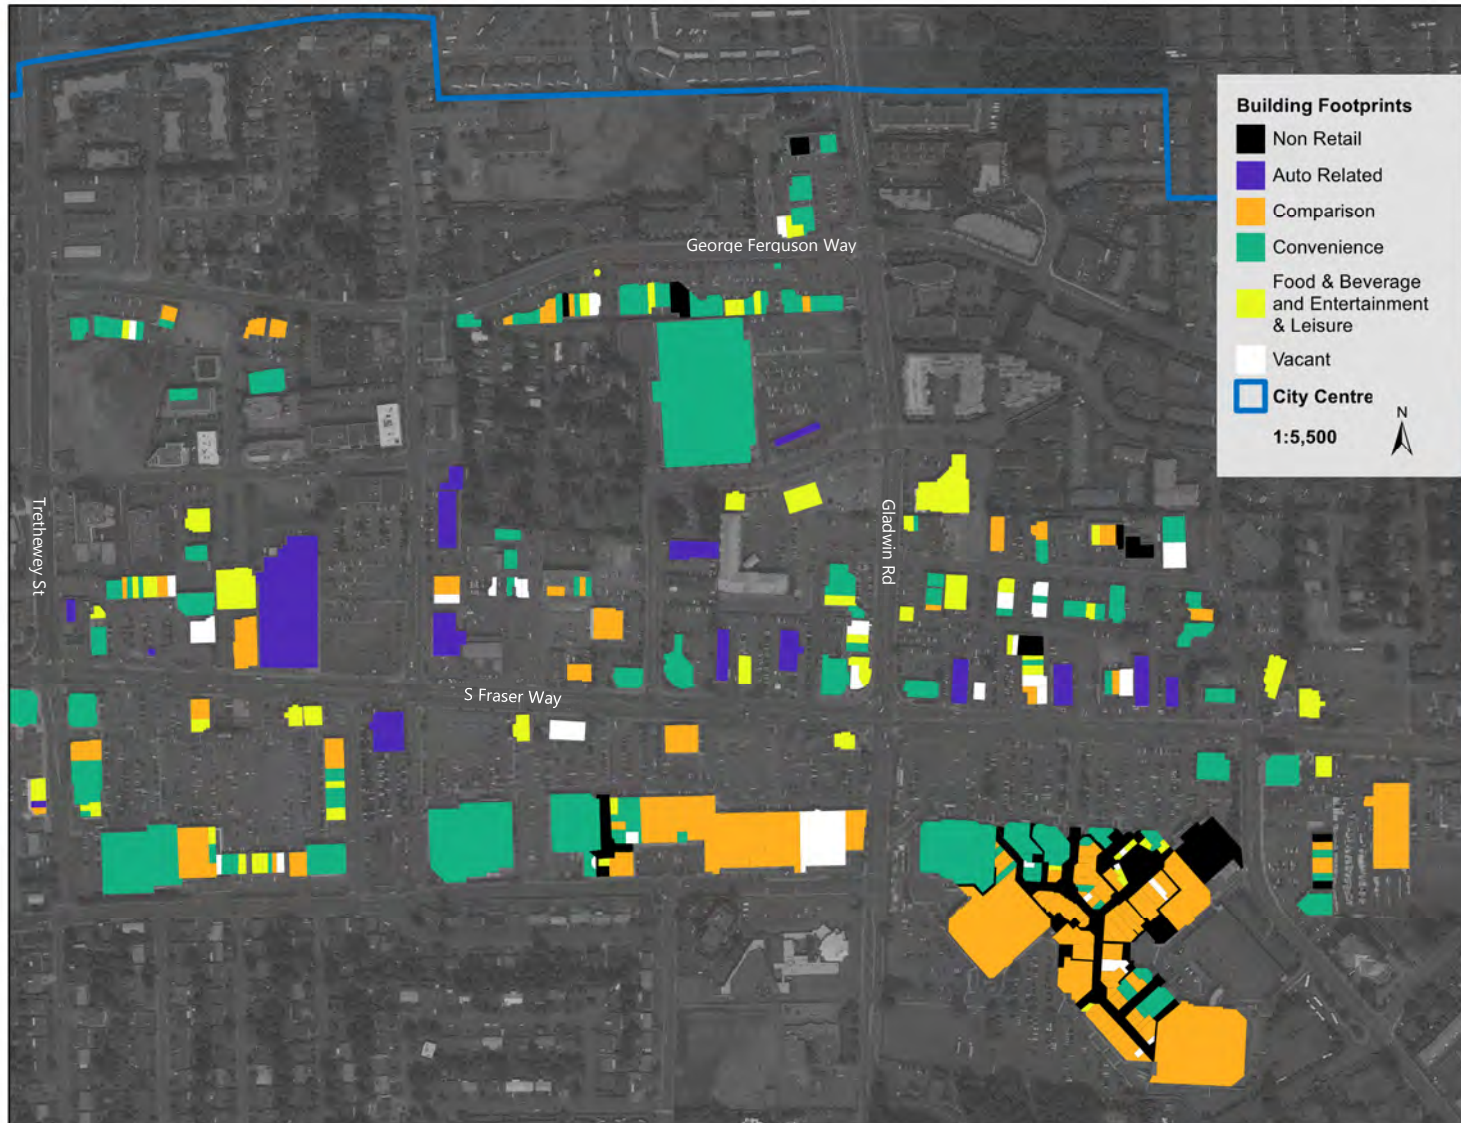 Building Footprints
Non Retail
Auto Related
Comparison
Convenience
Food & Beverage
and Entertainment
& Leisure
Vacant
City Centre
N
1:5,500
George Ferguson Way
Trethewey St
Gladwin Rd
S Fraser Way